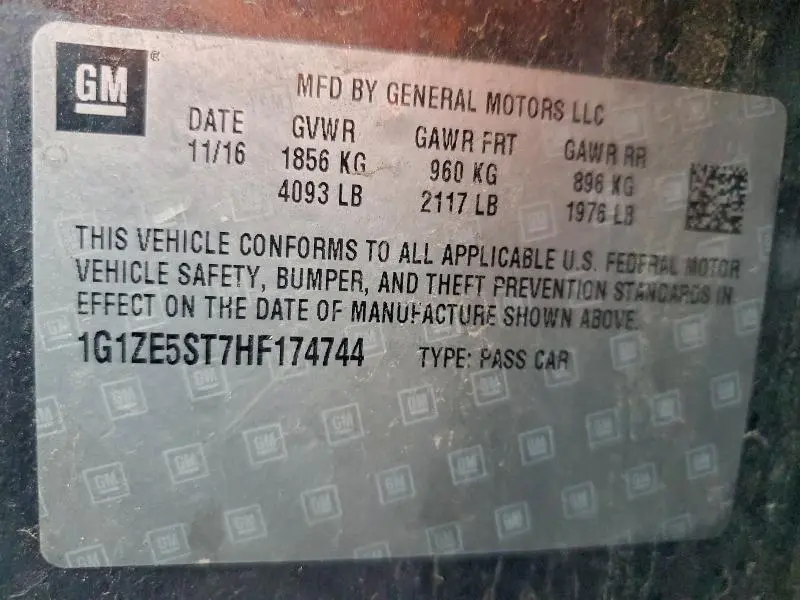 GM ®
MFD BY GENERAL MOTORS LLC
DATE GVWR GAWR FRT GAWR RR
11/16 1856 KG 960 KG 896 KG
4093 LB 2117 LB 1976 LB
THIS VEHICLE CONFORMS TO ALL APPLICABLE U.S. FEDERAL MOTOR
VEHICLE SAFETY, BUMPER, AND THEFT PREVENTION STANDARDS IN
EFFECT ON THE DATE OF MANUFACTURE SHOWN ABOVE.
1G1ZE5ST7HF174744 TYPE: PASS CAR